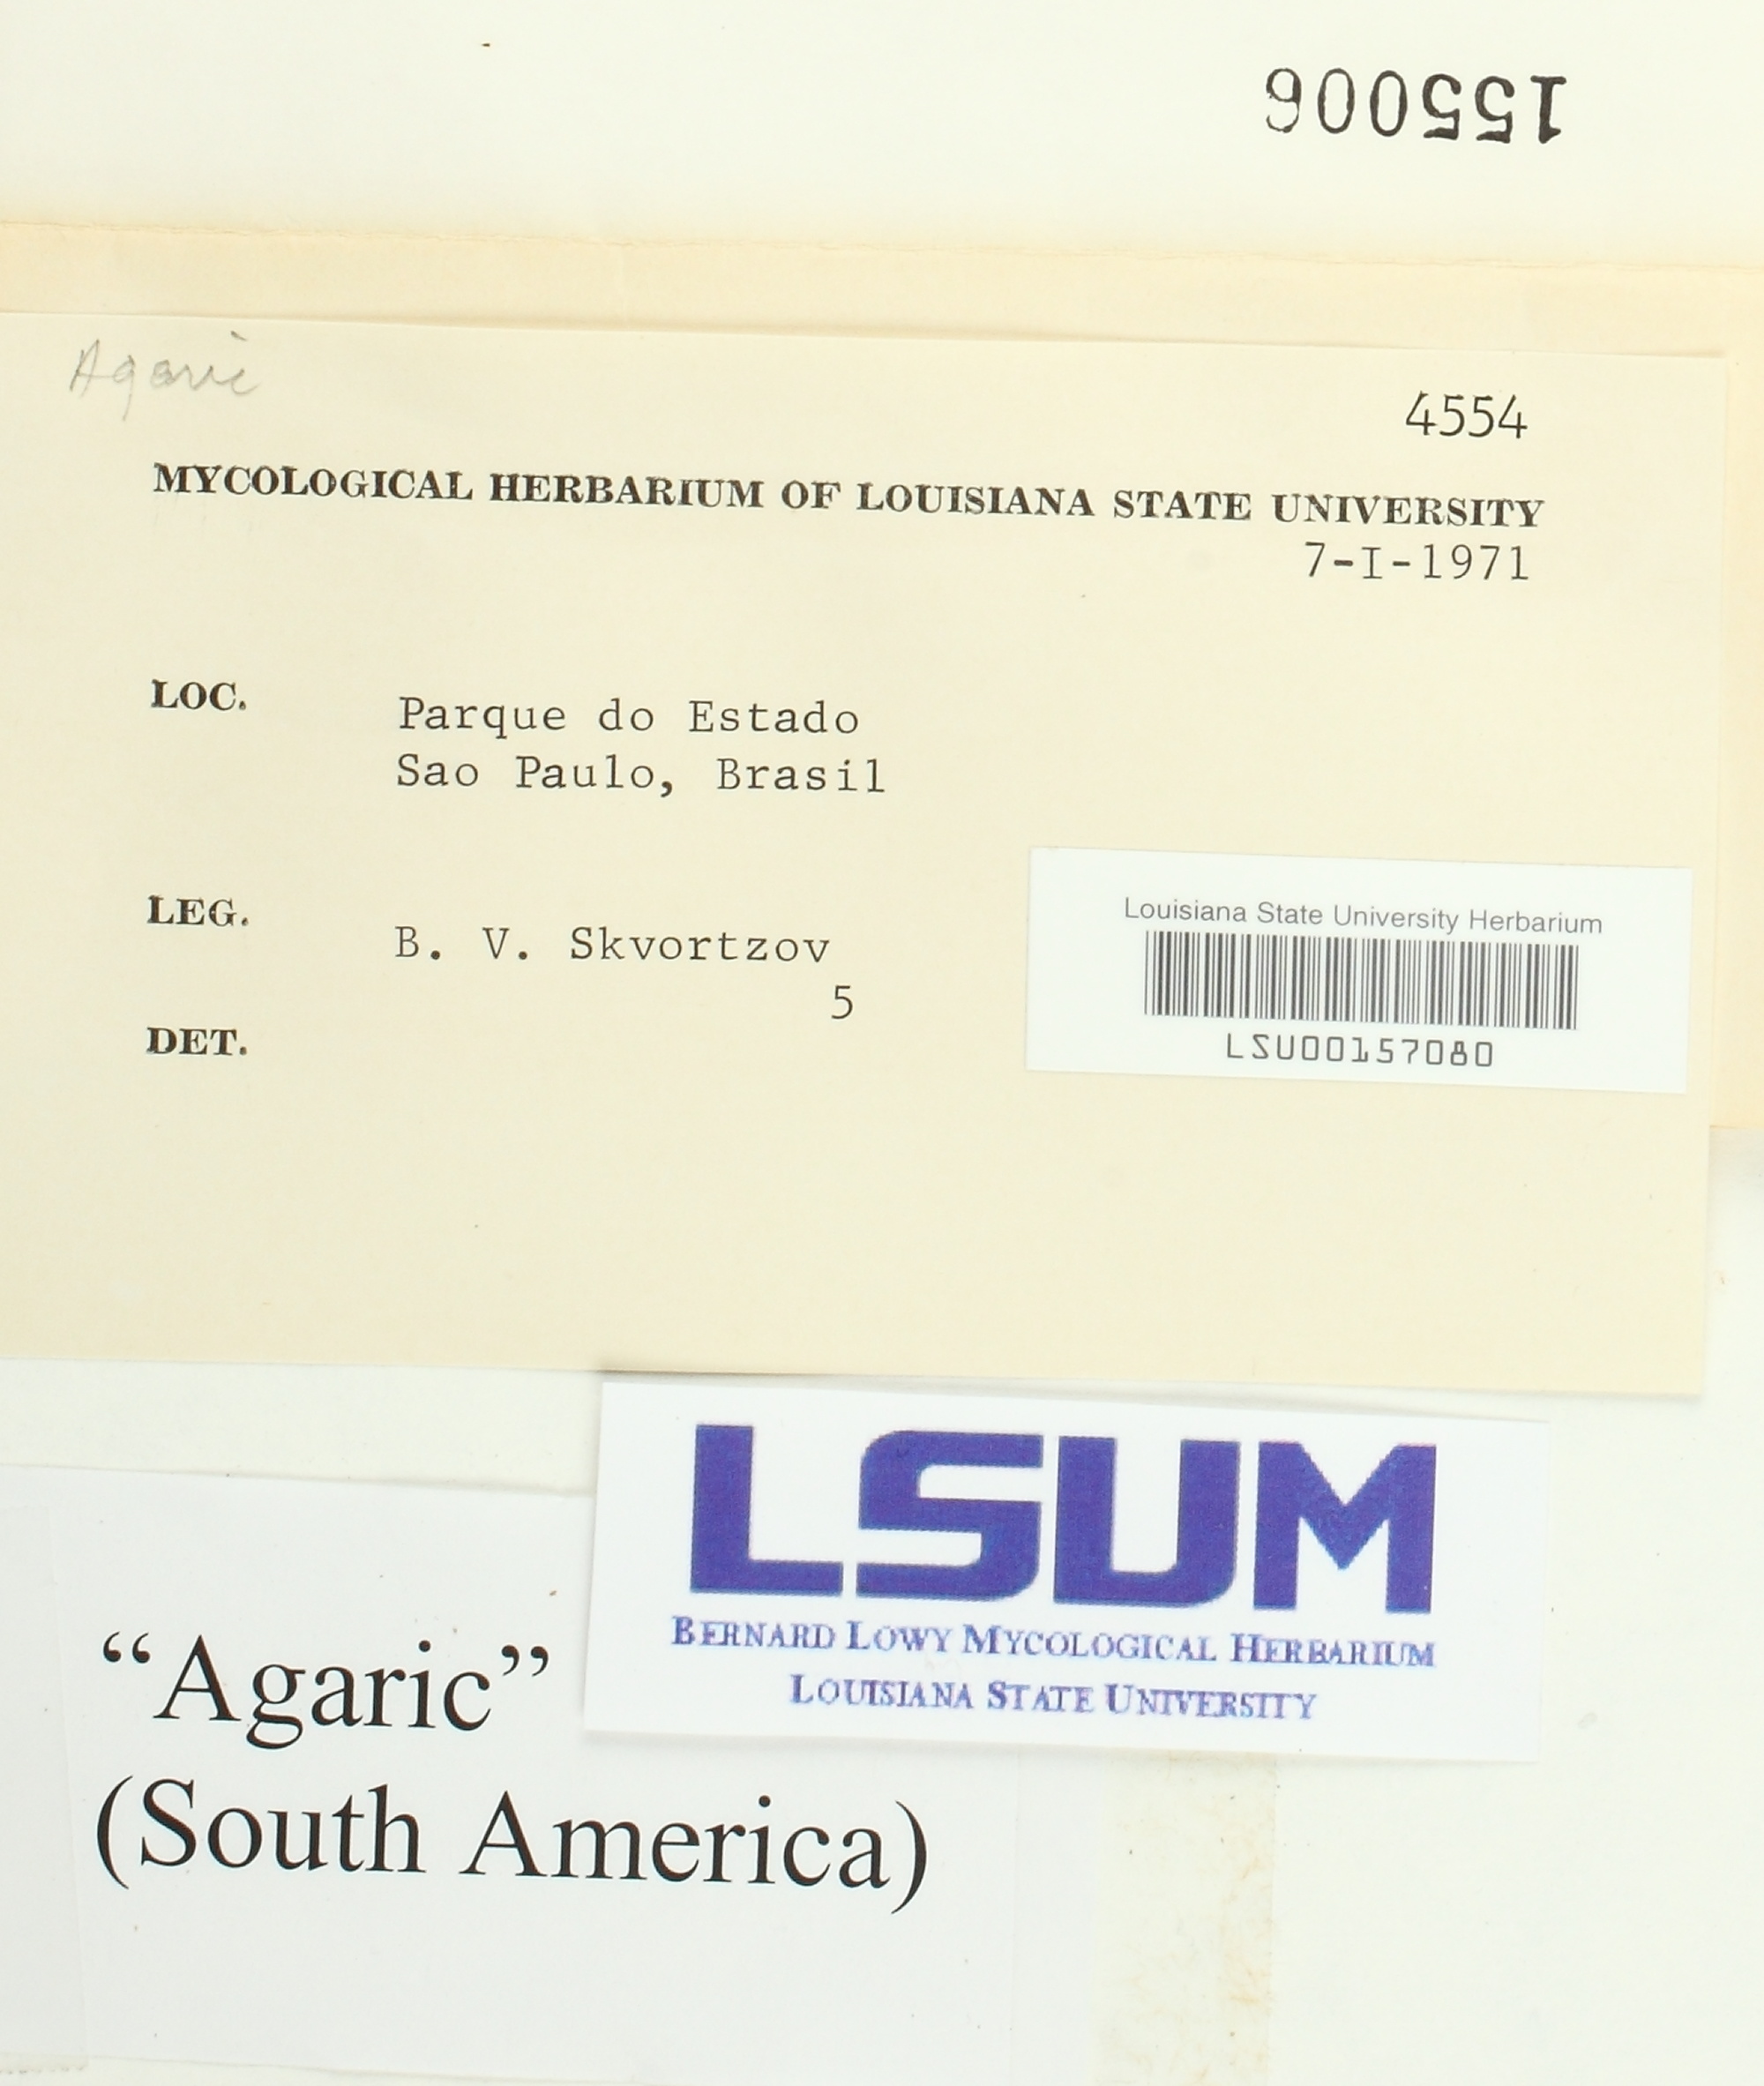 155006
Agaric
4554
MYCOLOGICAL HERBARIUM OF LOUISIANA STATE UNIVERSITY
7-I-1971
LOC. Parque do Estado
Sao Paulo, Brasil
LEG. B. V. Skvortzov
5
DET.
Louisiana State University Herbarium
LSU00157080
LSUM
BERNARD LOWY MYCOLOGICAL HERBARIUM
LOUISIANA STATE UNIVERSITY
“Agaric”
(South America)